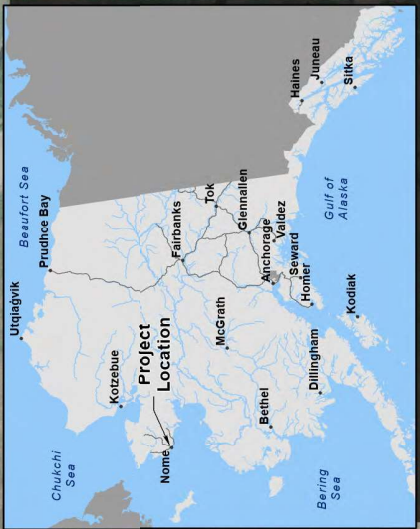 Utqiaġvik
Beaufort Sea
Prudhce Bay
Chukchi
Sea
Kotzebue
Project
Location
Nome
Fairbanks
Tok
McGrath
Glennallen
Anchorage
Valdez
Bethel
Seward
Homer
Dillingham
Kodiak
Bering
Sea
Gulf of
Alaska
Haines
Juneau
Sitka